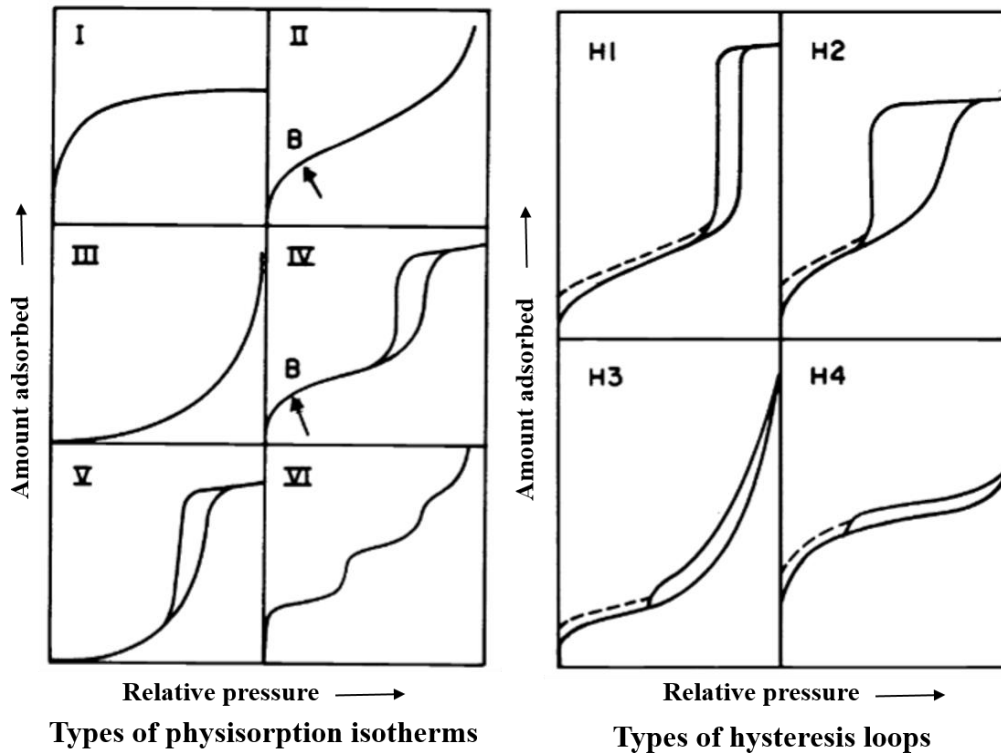 I
II
B
III
IV
B
V
VI
Amount adsorbed
Relative pressure
Types of physisorption isotherms
H1
H2
H3
H4
Amount adsorbed
Relative pressure
Types of hysteresis loops